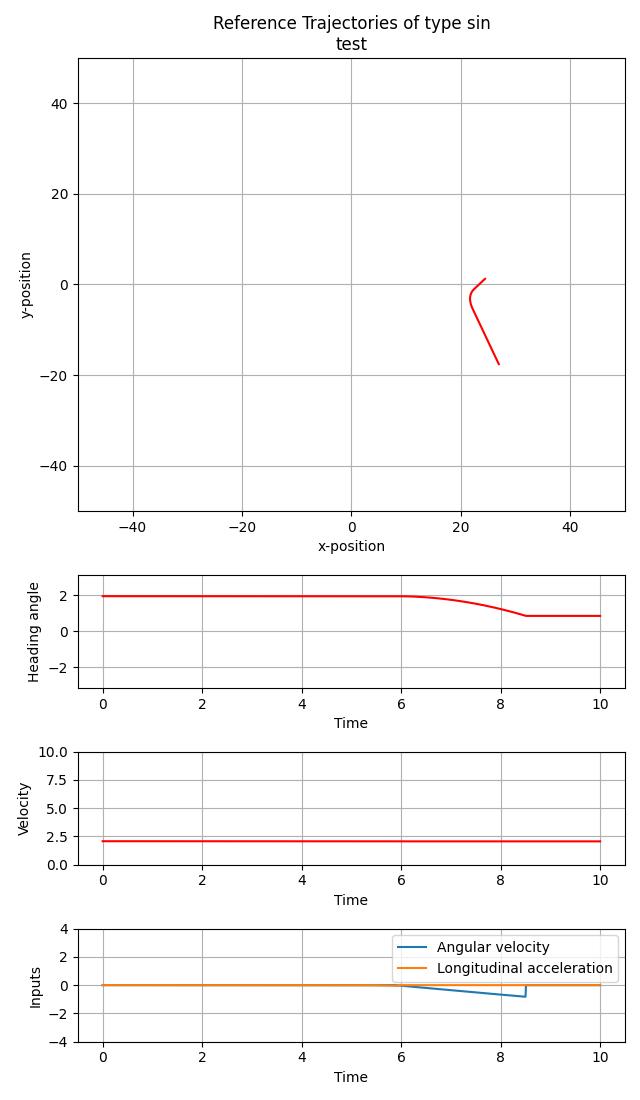 Reference Trajectories of type sin
test
40
20
0
−20
−40
y-position
−40 −20 0 20 40
x-position
2
0
−2
Heading angle
0 2 4 6 8 10
Time
10.0
7.5
5.0
2.5
0.0
Velocity
0 2 4 6 8 10
Time
4
2
0
−2
−4
Inputs
Angular velocity
Longitudinal acceleration
0 2 4 6 8 10
Time